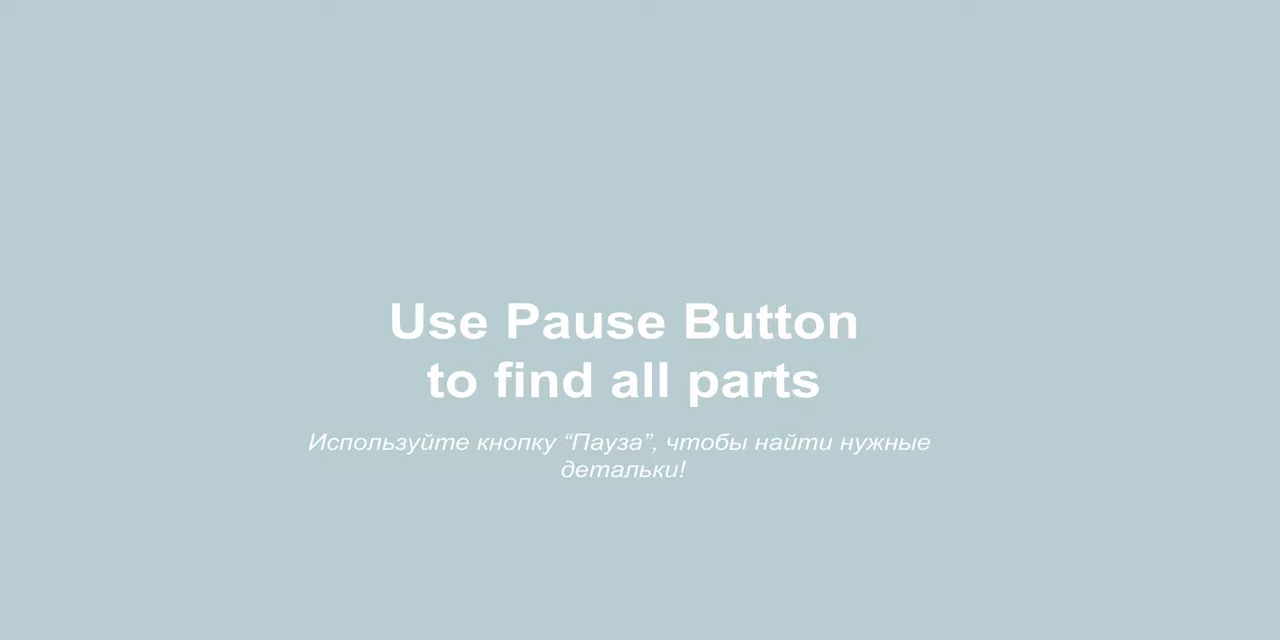 Use Pause Button
to find all parts
Используйте кнопку “Пауза”, чтобы найти нужные
детальки!